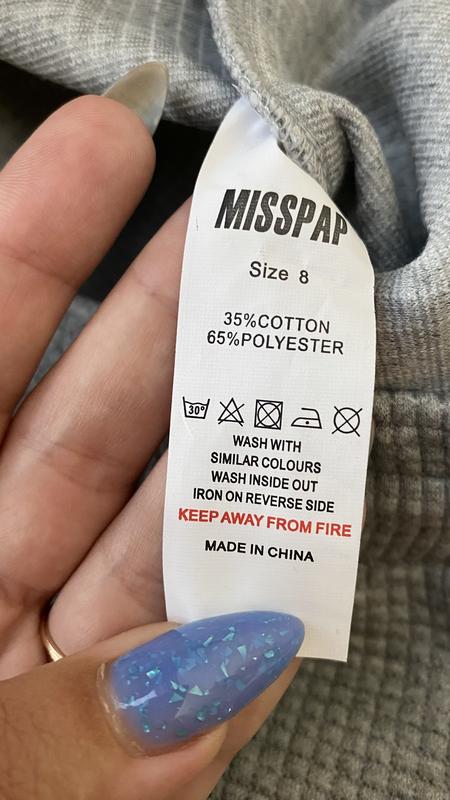 MISSPAP
Size 8
35%COTTON
65%POLYESTER
30°
WASH WITH
SIMILAR COLOURS
WASH INSIDE OUT
IRON ON REVERSE SIDE
KEEP AWAY FROM FIRE
MADE IN CHINA